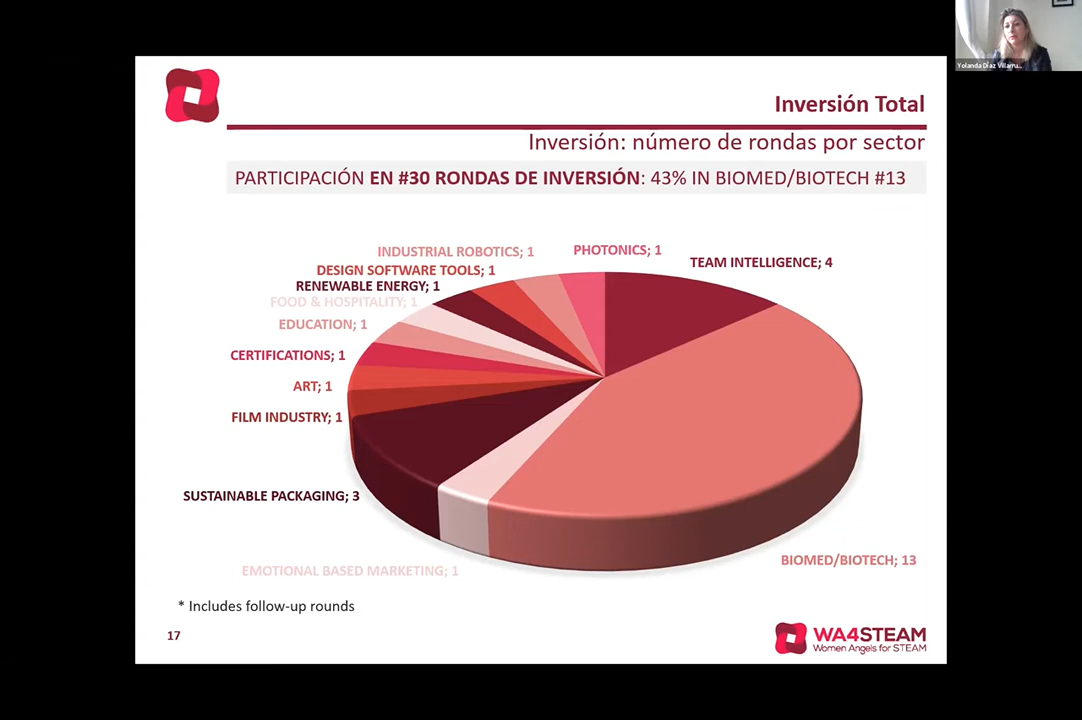 Yolanda Díaz Villarru...
Inversión Total
Inversión: número de rondas por sector
PARTICIPACIÓN EN #30 RONDAS DE INVERSIÓN: 43% IN BIOMED/BIOTECH #13
INDUSTRIAL ROBOTICS; 1
PHOTONICS; 1
TEAM INTELLIGENCE; 4
DESIGN SOFTWARE TOOLS; 1
RENEWABLE ENERGY; 1
FOOD & HOSPITALITY; 1
EDUCATION; 1
CERTIFICATIONS; 1
ART; 1
FILM INDUSTRY; 1
SUSTAINABLE PACKAGING; 3
BIOMED/BIOTECH; 13
EMOTIONAL BASED MARKETING; 1
* Includes follow-up rounds
17
WA4STEAM
Women Angels for STEAM